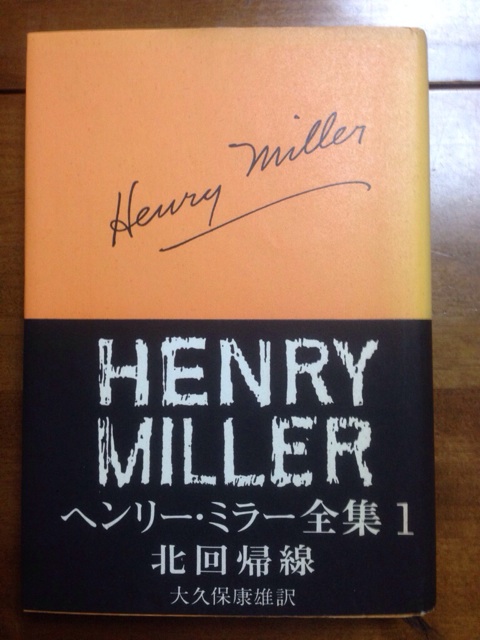 Henry Miller
HENRY
MILLER
ヘンリー・ミラー全集 1
北回帰線
大久保康雄訳